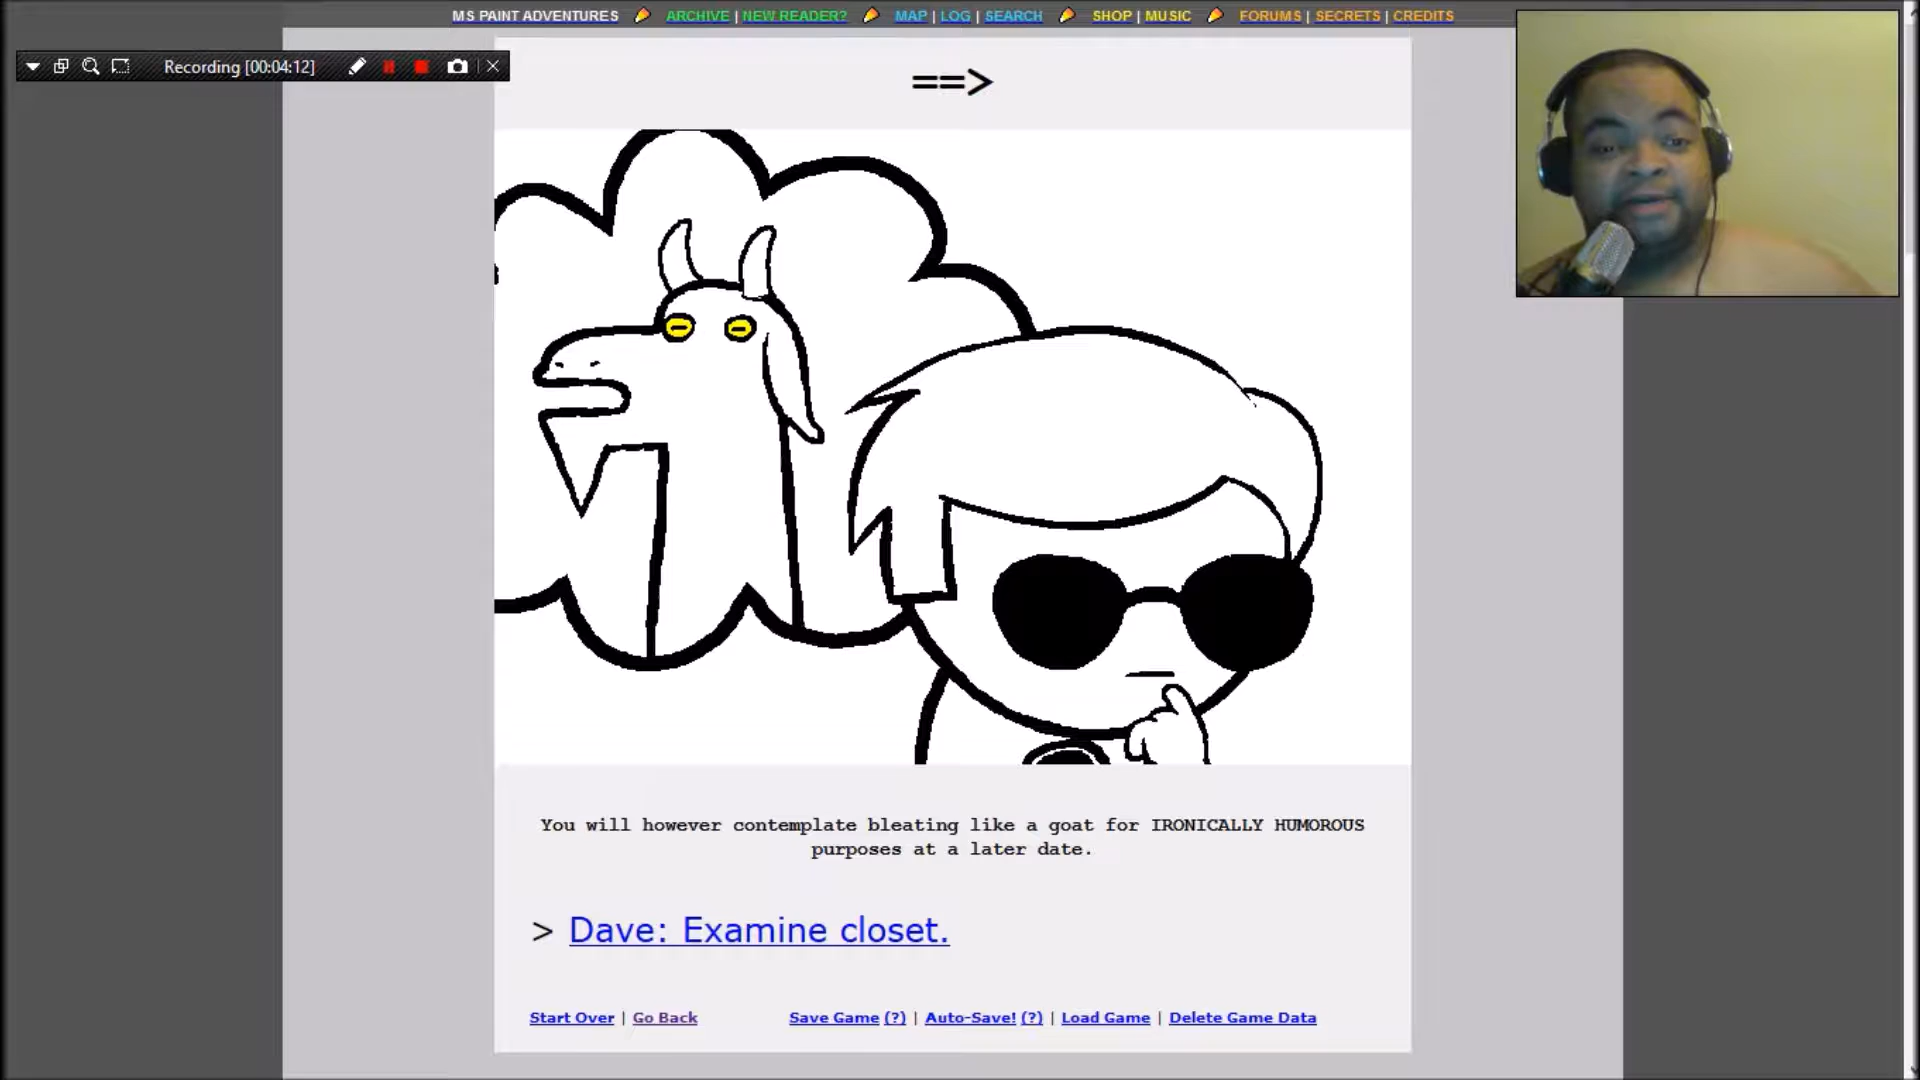 MS PAINT ADVENTURES ARCHIVE | NEW READER? MAP | LOG | SEARCH SHOP | MUSIC FORUMS | SECRETS | CREDITS
Recording [00:04:12]
==>
You will however contemplate bleating like a goat for IRONICALLY HUMOROUS
purposes at a later date.
> Dave: Examine closet.
Start Over | Go Back Save Game (?) | Auto-Save! (?) | Load Game | Delete Game Data